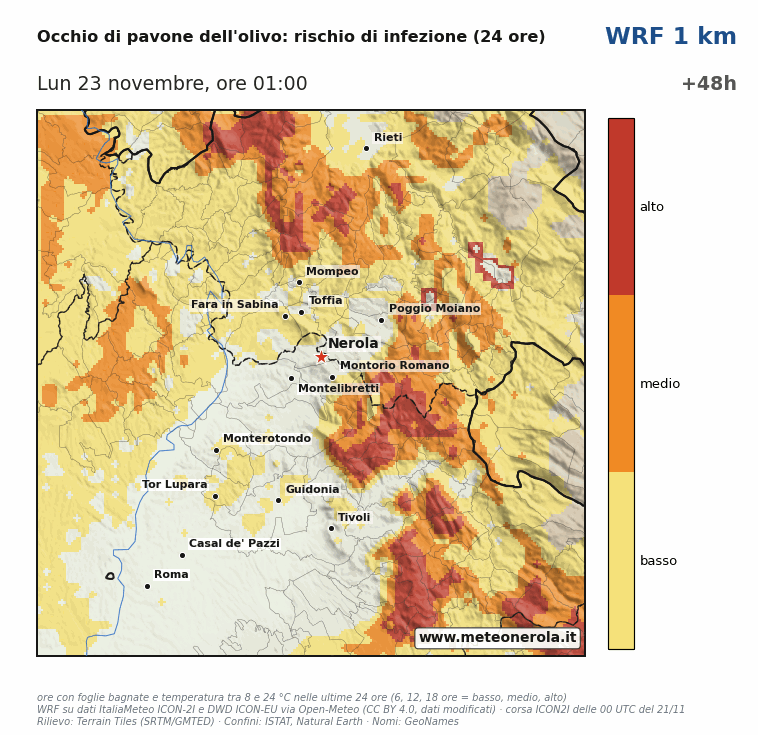 Occhio di pavone dell'olivo: rischio di infezione (24 ore)
WRF 1 km
Lun 23 novembre, ore 01:00
+48h
Rieti
Mompeo
Fara in Sabina
Toffia
Poggio Moiano
Nerola
Montorio Romano
Montelibretti
Monterotondo
Tor Lupara
Guidonia
Tivoli
Casal de' Pazzi
Roma
www.meteonerola.it
alto
medio
basso
ore con foglie bagnate e temperatura tra 8 e 24 °C nelle ultime 24 ore (6, 12, 18 ore = basso, medio, alto)
WRF su dati ItaliaMeteo ICON-2I e DWD ICON-EU via Open-Meteo (CC BY 4.0, dati modificati) · corsa ICON2I delle 00 UTC del 21/11
Rilievo: Terrain Tiles (SRTM/GMTED) · Confini: ISTAT, Natural Earth · Nomi: GeoNames